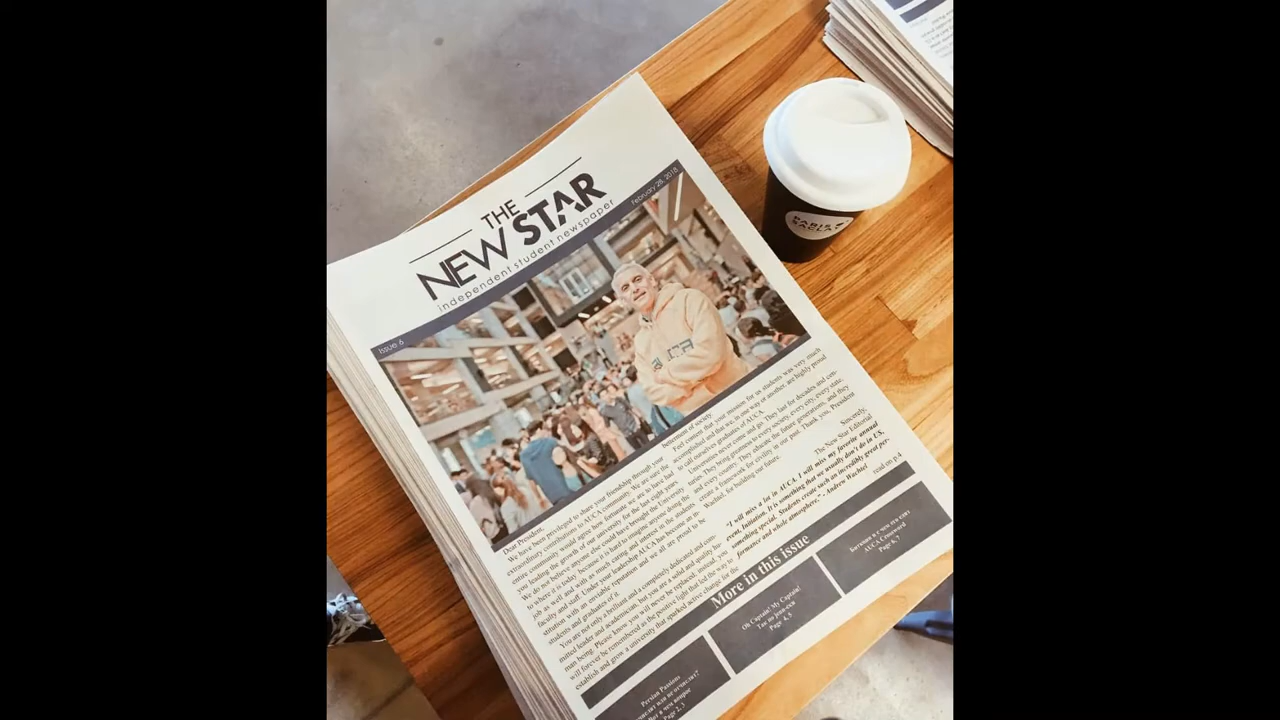 THE
NEW STAR
independent student newspaper
Issue 6
February 28, 2018
AUCA
Dear President,
We have been privileged to share your friendship through your
extraordinary contributions to AUCA community. We are sure the
entire community would agree how fortunate we are to have had
you leading the growth of our university for the last eight years.
We do not believe anyone else could have brought the University
to where it is today, because it is hard to imagine anyone doing the
job as well and with as much caring and interest in the students,
faculty and staff. Under your leadership AUCA has become an in-
stitution with an enviable reputation and we all are proud to be
students and graduates of it.
You are not only a brilliant and a completely dedicated and com-
mitted leader and academician, but you are a solid and quality hu-
man being. Please know you will never be replaced, instead, you
will forever be remembered as the positive light that led the way to
establish and grow a university that sparked active change for the
betterment of society.
Feel content that your mission for us students was very much
accomplished and that we, in one way or another, are highly proud
to call ourselves graduates of AUCA.
Universities never come and go. They last for decades and cen-
turies. They bring greatness to every society, every city, every state,
and every country. They educate the future generations, and they
create a framework for civility in our past. Thank you, President
Wachtel, for building our future.
Sincerely,
The New Star Editorial
"I will miss a lot in AUCA. I will miss my favorite annual
event, Initiation. It is something that we usually don't do in US,
something special. Students create such an incredibly great per-
formance and whole atmosphere." - Andrew Wachtel
read on p.4
More in this issue
Persian Passions
Page 2, 3
Oh Captain! My Captain!
Page 4, 5
AUCA Crossword
Page 6, 7